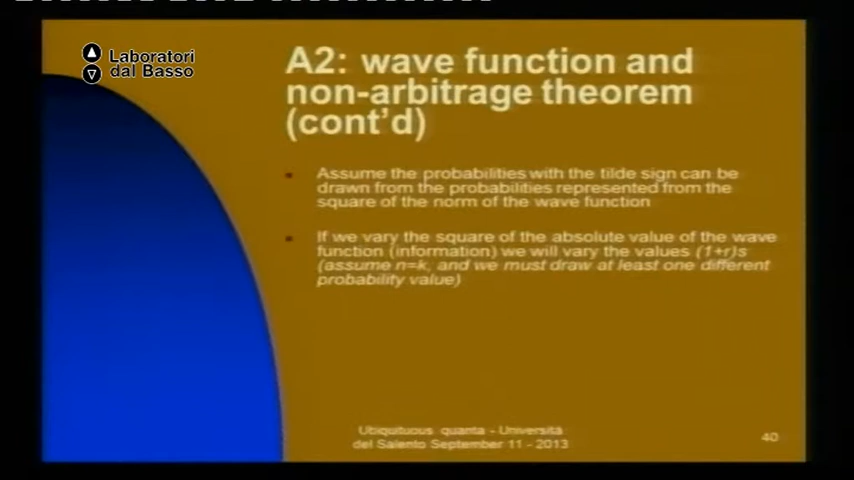 Laboratori
dal Basso
A2: wave function and
non-arbitrage theorem
(cont'd)
Assume the probabilities with the tilde sign can be
drawn from the probabilities represented from the
square of the norm of the wave function
If we vary the square of the absolute value of the wave
function (information) we will vary the values (1+r)s
(assume n=k, and we must draw at least one different
probability value)
Ubiquituous quanta - Università
del Salento September 11 - 2013
40